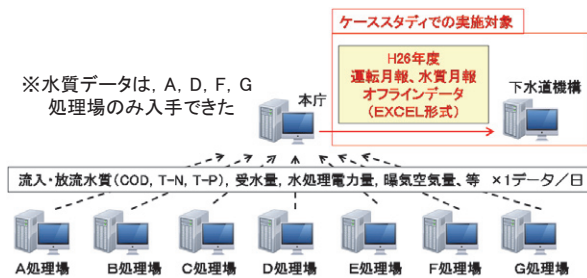 ケーススタディでの実施対象
H26年度
運転月報、水質月報
オフラインデータ
(EXCEL形式)
※水質データは, A, D, F, G
処理場のみ入手できた
本庁
下水道機構
流入・放流水質(COD, T-N, T-P), 受水量, 水処理電力量, 曝気空気量、等 ×1データ/日
A処理場 B処理場 C処理場 D処理場 E処理場 F処理場 G処理場